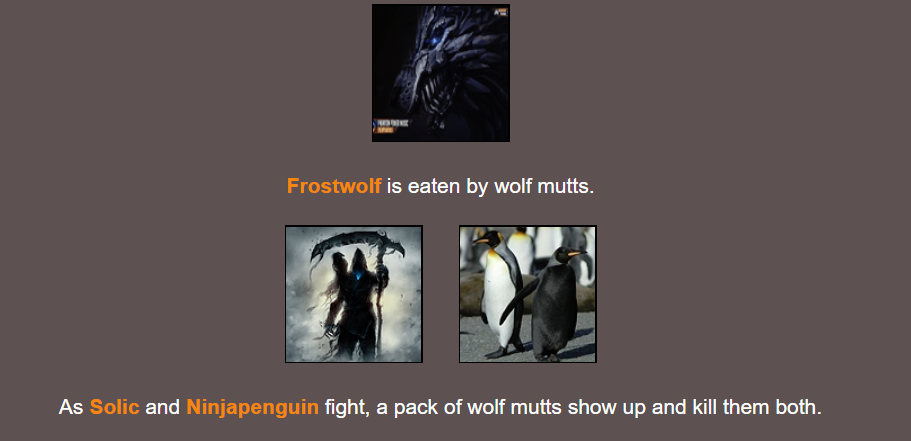 Frostwolf is eaten by wolf mutts.
As Solic and Ninjapenguin fight, a pack of wolf mutts show up and kill them both.